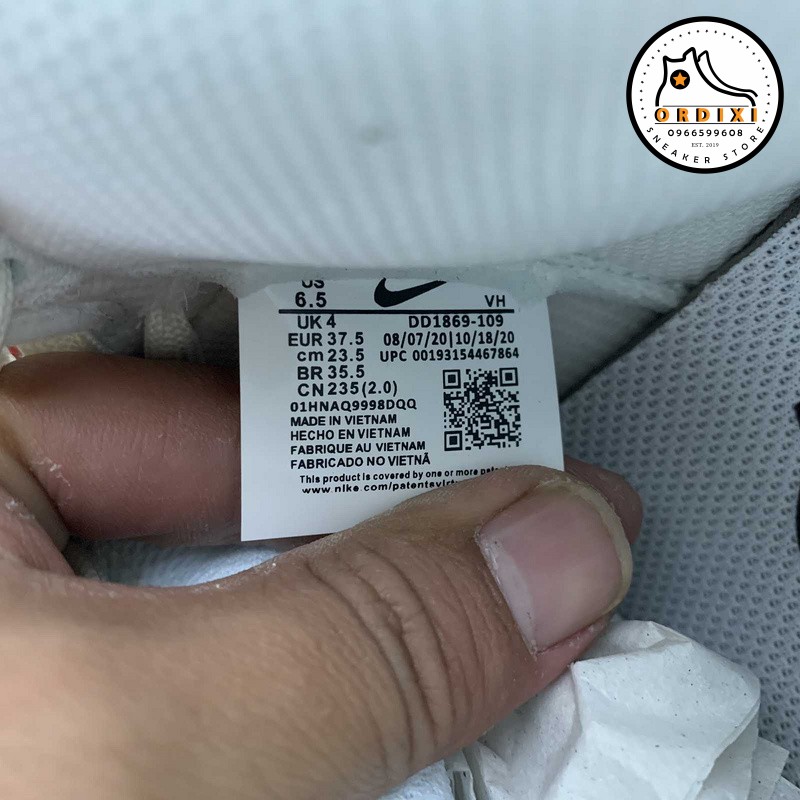 ORDIXI
0966599608
EST. 2019
SNEAKER STORE
US
6.5 VH
UK 4 DD1869-109
EUR 37.5 08/07/20|10/18/20
cm 23.5 UPC 00193154467864
BR 35.5
CN 235(2.0)
01HNAQ9998DQQ
MADE IN VIETNAM
HECHO EN VIETNAM
FABRIQUE AU VIETNAM
FABRICADO NO VIETNÃ
This product is covered by one or more
www.nike.com/patents